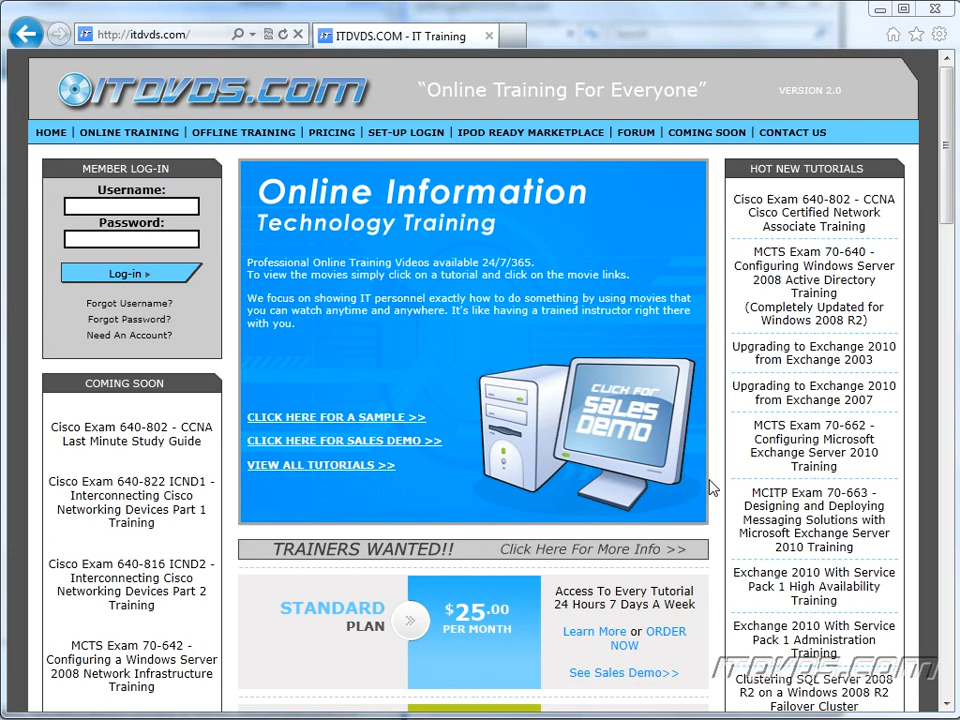 http://itdvds.com/
ITDVDS.COM - IT Training
ITDVDS.COM
“Online Training For Everyone”
VERSION 2.0
HOME | ONLINE TRAINING | OFFLINE TRAINING | PRICING | SET-UP LOGIN | IPOD READY MARKETPLACE | FORUM | COMING SOON | CONTACT US
MEMBER LOG-IN
Username:
Password:
Log-in
Forgot Username?
Forgot Password?
Need An Account?
COMING SOON
Cisco Exam 640-802 - CCNA
Last Minute Study Guide
Cisco Exam 640-822 ICND1 -
Interconnecting Cisco
Networking Devices Part 1
Training
Cisco Exam 640-816 ICND2 -
Interconnecting Cisco
Networking Devices Part 2
Training
MCTS Exam 70-642 -
Configuring a Windows Server
2008 Network Infrastructure
Training
Online Information
Technology Training
Professional Online Training Videos available 24/7/365.
To view the movies simply click on a tutorial and click on the movie links.
We focus on showing IT personnel exactly how to do something by using movies that
you can watch anytime and anywhere. It's like having a trained instructor right there
with you.
CLICK HERE FOR A SAMPLE >>
CLICK HERE FOR SALES DEMO >>
VIEW ALL TUTORIALS >>
CLICK FOR
SALES
DEMO
TRAINERS WANTED!! Click Here For More Info >>
STANDARD
PLAN
$25.00
PER MONTH
Access To Every Tutorial
24 Hours 7 Days A Week
Learn More or ORDER
NOW
See Sales Demo>>
HOT NEW TUTORIALS
Cisco Exam 640-802 - CCNA
Cisco Certified Network
Associate Training
MCTS Exam 70-640 -
Configuring Windows Server
2008 Active Directory
Training
(Completely Updated for
Windows 2008 R2)
Upgrading to Exchange 2010
from Exchange 2003
Upgrading to Exchange 2010
from Exchange 2007
MCTS Exam 70-662 -
Configuring Microsoft
Exchange Server 2010
Training
MCITP Exam 70-663 -
Designing and Deploying
Messaging Solutions with
Microsoft Exchange Server
2010 Training
Exchange 2010 With Service
Pack 1 High Availability
Training
Exchange 2010 With Service
Pack 1 Administration
Training
Clustering SQL Server 2008
R2 on a Windows 2008 R2
Failover Cluster
ITDVDS.COM